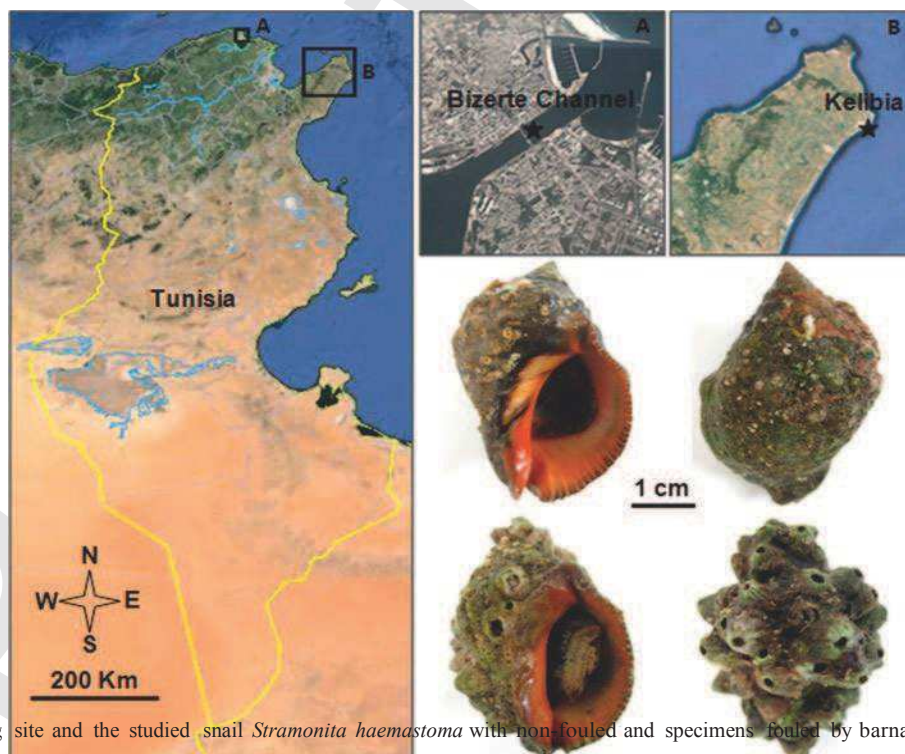 A
B
Tunisia
N
W E
S
200 Km
A
Bizerte Channel
B
Kelibia
1 cm
site and the studied snail Stramonita haemastoma with non-fouled and specimens fouled by